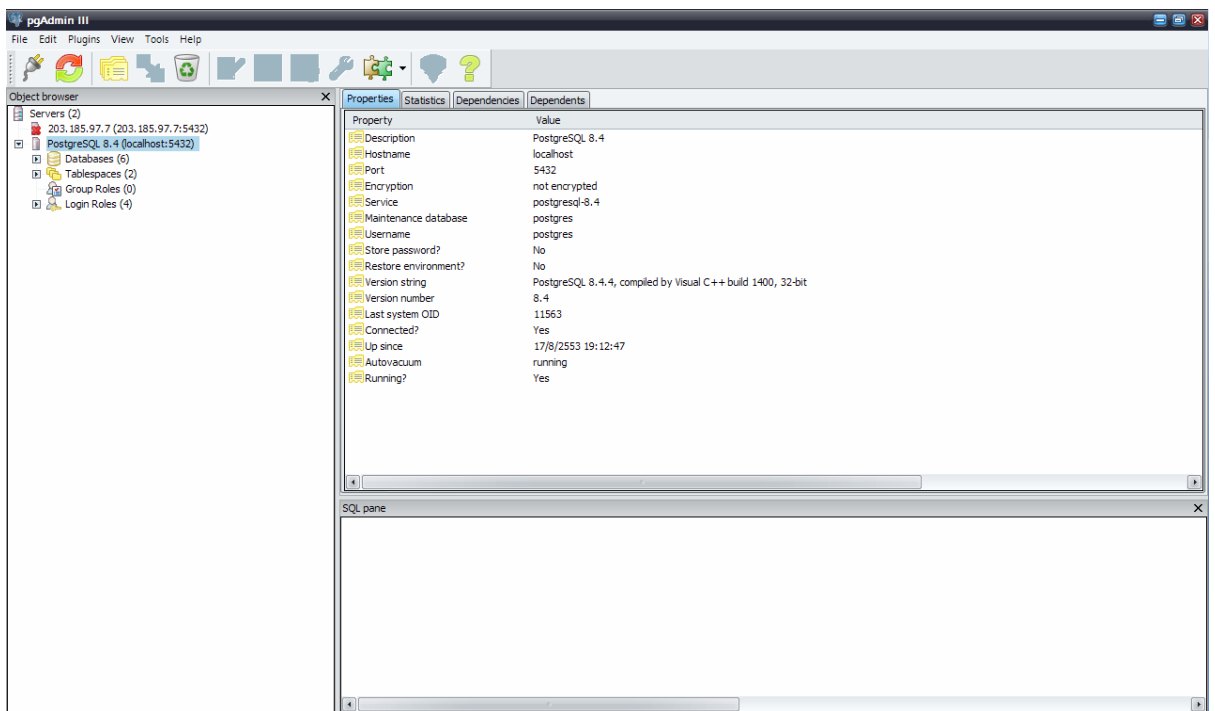 pgAdmin III
File Edit Plugins View Tools Help
Object browser
Servers (2)
203.185.97.7 (203.185.97.7:5432)
PostgreSQL 8.4 (localhost:5432)
Databases (6)
Tablespaces (2)
Group Roles (0)
Login Roles (4)
Properties Statistics Dependencies Dependents
Property Value
Description PostgreSQL 8.4
Hostname localhost
Port 5432
Encryption not encrypted
Service postgresql-8.4
Maintenance database postgres
Username postgres
Store password? No
Restore environment? No
Version string PostgreSQL 8.4.4, compiled by Visual C++ build 1400, 32-bit
Version number 8.4
Last system OID 11563
Connected? Yes
Up since 17/8/2553 19:12:47
Autovacuum running
Running? Yes
SQL pane